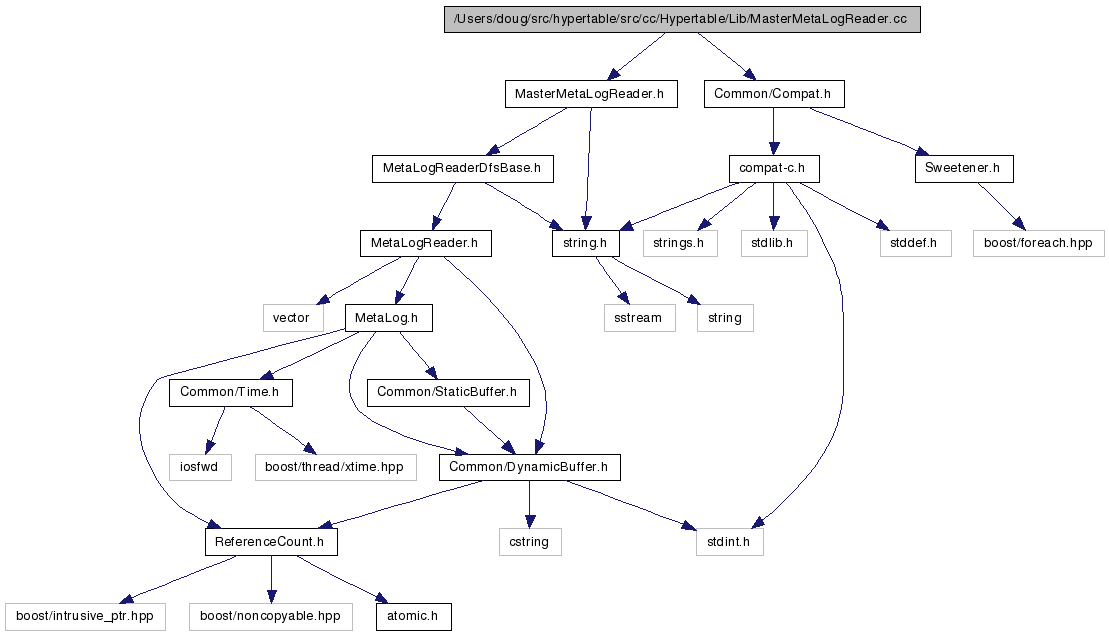 /Users/doug/src/hypertable/src/cc/Hypertable/Lib/MasterMetaLogReader.cc
MasterMetaLogReader.h
Common/Compat.h
MetaLogReaderDfsBase.h
compat-c.h
Sweetener.h
MetaLogReader.h
string.h
strings.h
stdlib.h
stddef.h
boost/foreach.hpp
vector
MetaLog.h
sstream
string
Common/Time.h
Common/StaticBuffer.h
iosfwd
boost/thread/xtime.hpp
Common/DynamicBuffer.h
ReferenceCount.h
cstring
stdint.h
boost/intrusive_ptr.hpp
boost/noncopyable.hpp
atomic.h